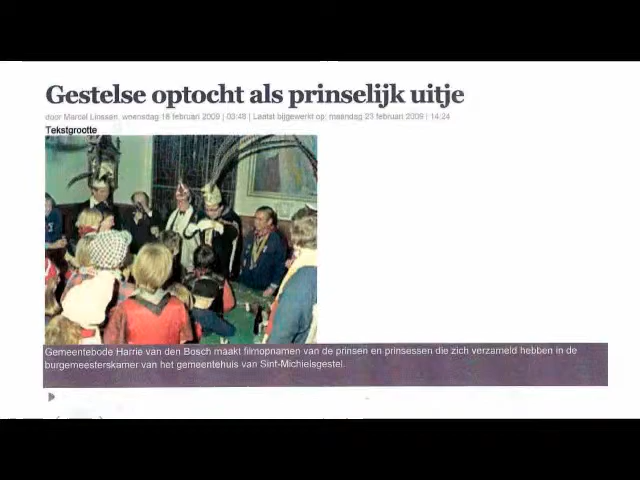 Gestelse optocht als prinselijk uitje
door Marcel Linssen. woensdag 18 februari 2009 | 03:48 | Laatst bijgewerkt op: maandag 23 februari 2009 | 14:24
Tekstgrootte
Gemeentebode Harrie van den Bosch maakt filmopnamen van de prinsen en prinsessen die zich verzameld hebben in de
burgemeesterskamer van het gemeentehuis van Sint-Michielsgestel.